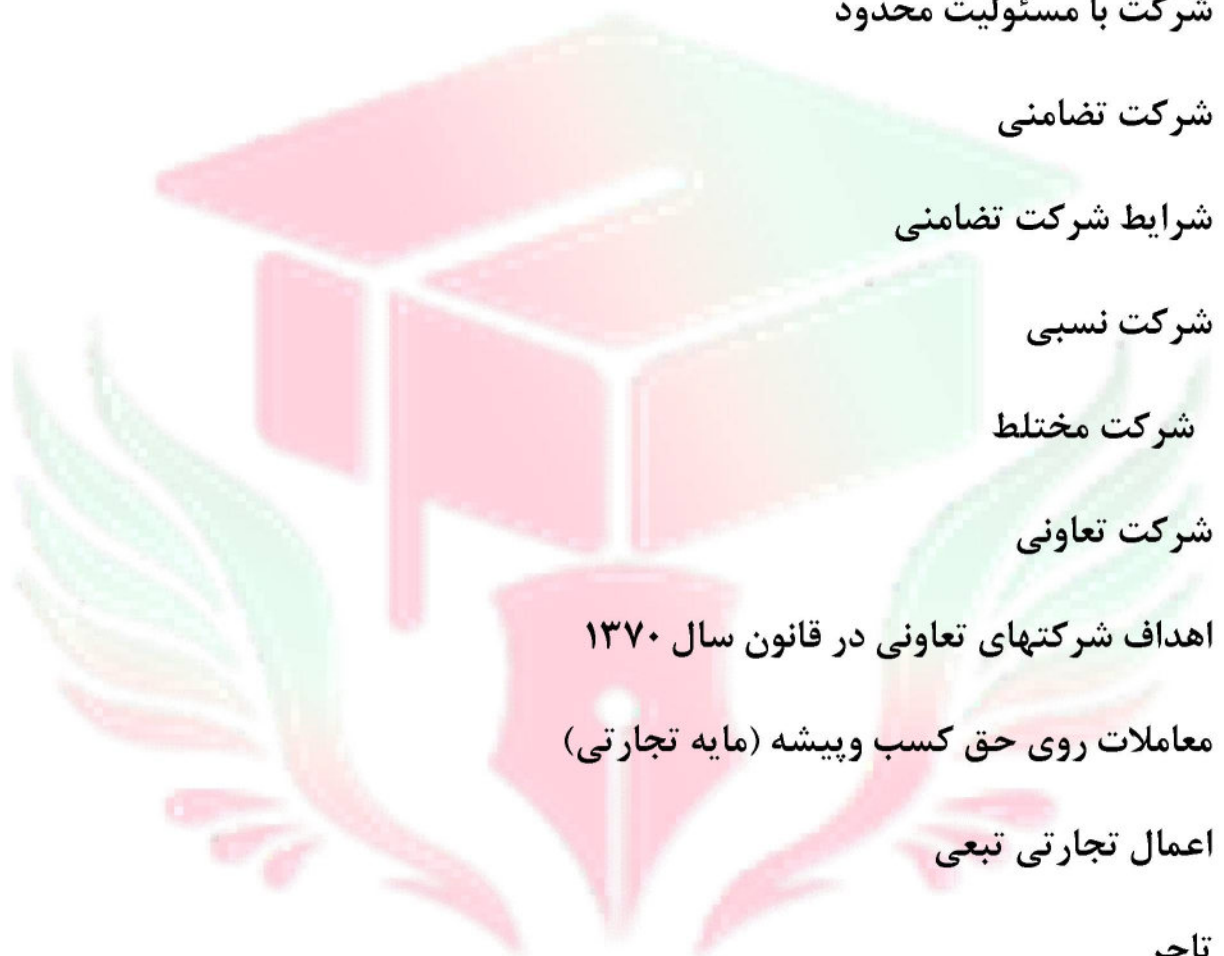 شرکت با مسئولیت محدود
شرکت تضامنی
شرایط شرکت تضامنی
شرکت نسبی
شرکت مختلط
شرکت تعاونی
اهداف شرکتهای تعاونی در قانون سال ۱۳۷۰
معاملات روی حق کسب وپیشه (مایه تجارتی)
اعمال تجارتی تبعی
تاجر